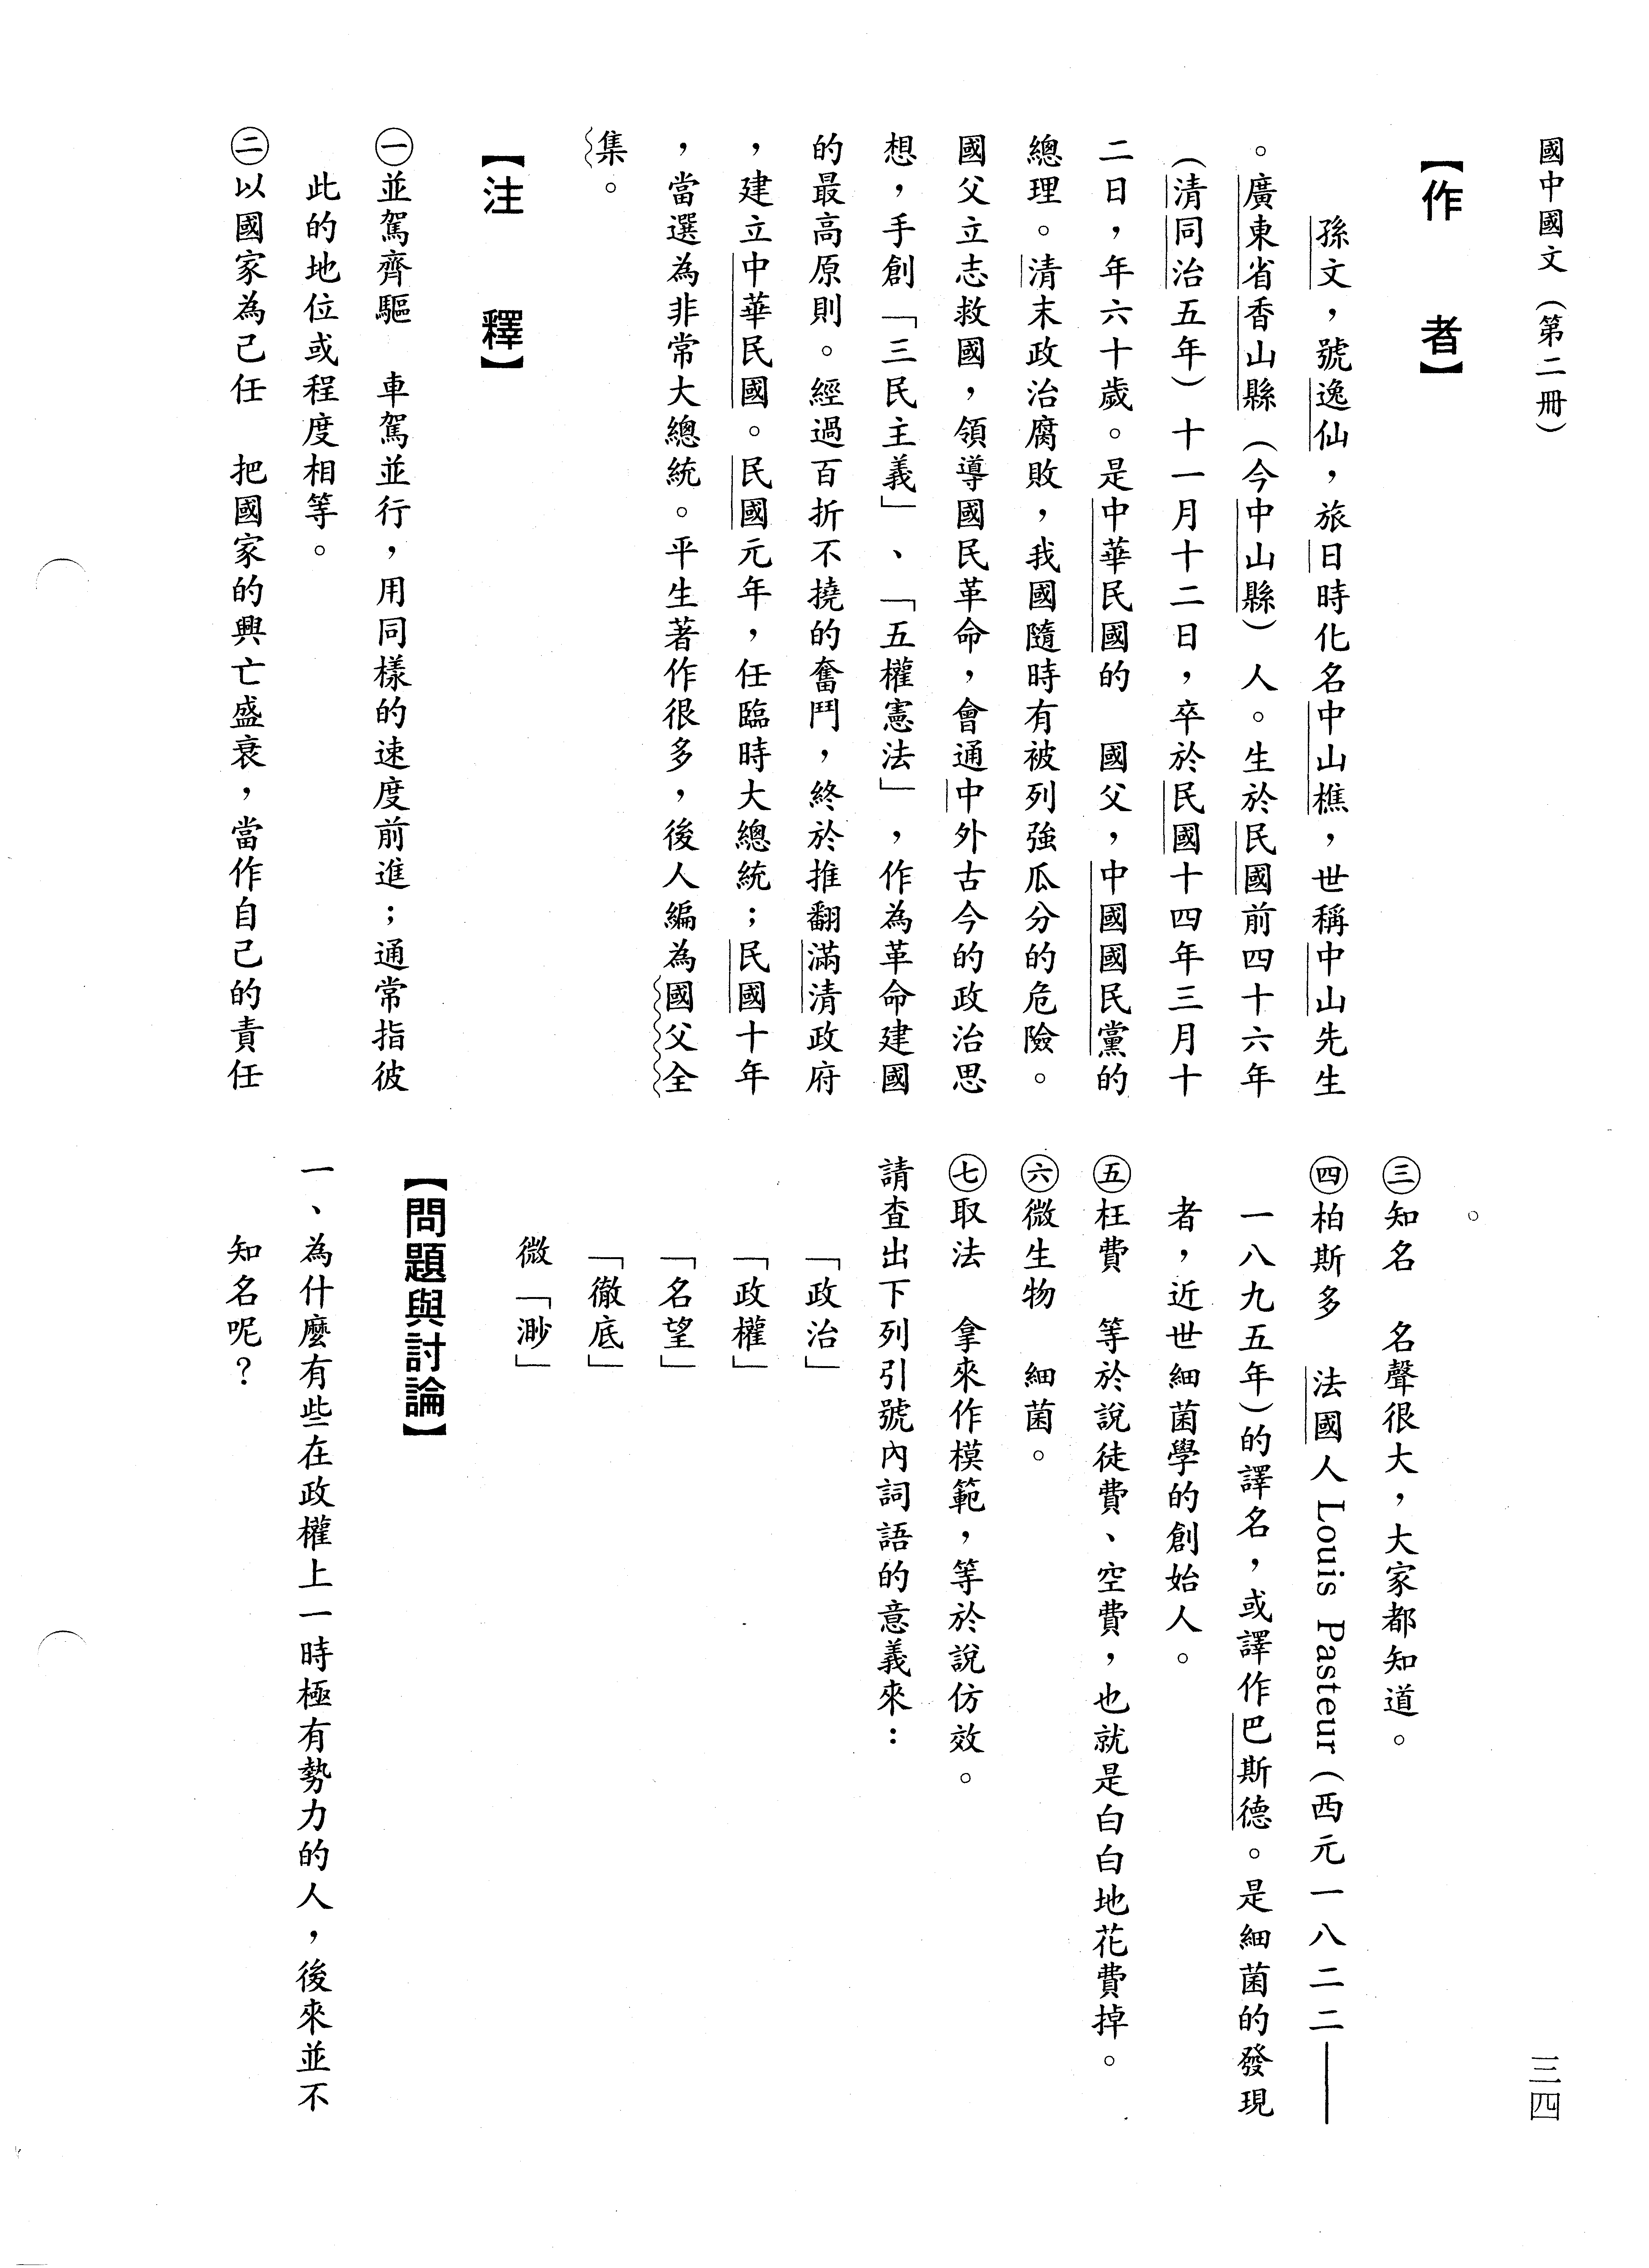 國中國文（第二冊）
【作　者】
孫文，號逸仙，旅日時化名中山樵，世稱中山先生
。廣東省香山縣（今中山縣）人。生於民國前四十六年
（清同治五年）十一月十二日，卒於民國十四年三月十
二日，年六十歲。是中華民國的　國父，中國國民黨的
總理。清末政治腐敗，我國隨時有被列強瓜分的危險。
國父立志救國，領導國民革命，會通中外古今的政治思
想，手創「三民主義」、「五權憲法」，作為革命建國
的最高原則。經過百折不撓的奮鬥，終於推翻滿清政府
，建立中華民國。民國元年，任臨時大總統；民國十年
，當選為非常大總統。平生著作很多，後人編為國父全
集。
【注　釋】
㊀並駕齊驅　車駕並行，用同樣的速度前進；通常指彼
此的地位或程度相等。
㊁以國家為己任　把國家的興亡盛衰，當作自己的責任
。
㊂知名　名聲很大，大家都知道。
㊃柏斯多　法國人 Louis Pasteur（西元一八二二——
一八九五年）的譯名，或譯作巴斯德。是細菌的發現
者，近世細菌學的創始人。
㊄枉費　等於說徒費、空費，也就是白白地花費掉。
㊅微生物　細菌。
㊆取法　拿來作模範，等於說仿效。
請查出下列引號內詞語的意義來：
「政治」
「政權」
「名望」
「徹底」
微「渺」
【問題與討論】
一、為什麼有些在政權上一時極有勢力的人，後來並不
知名呢？
三四